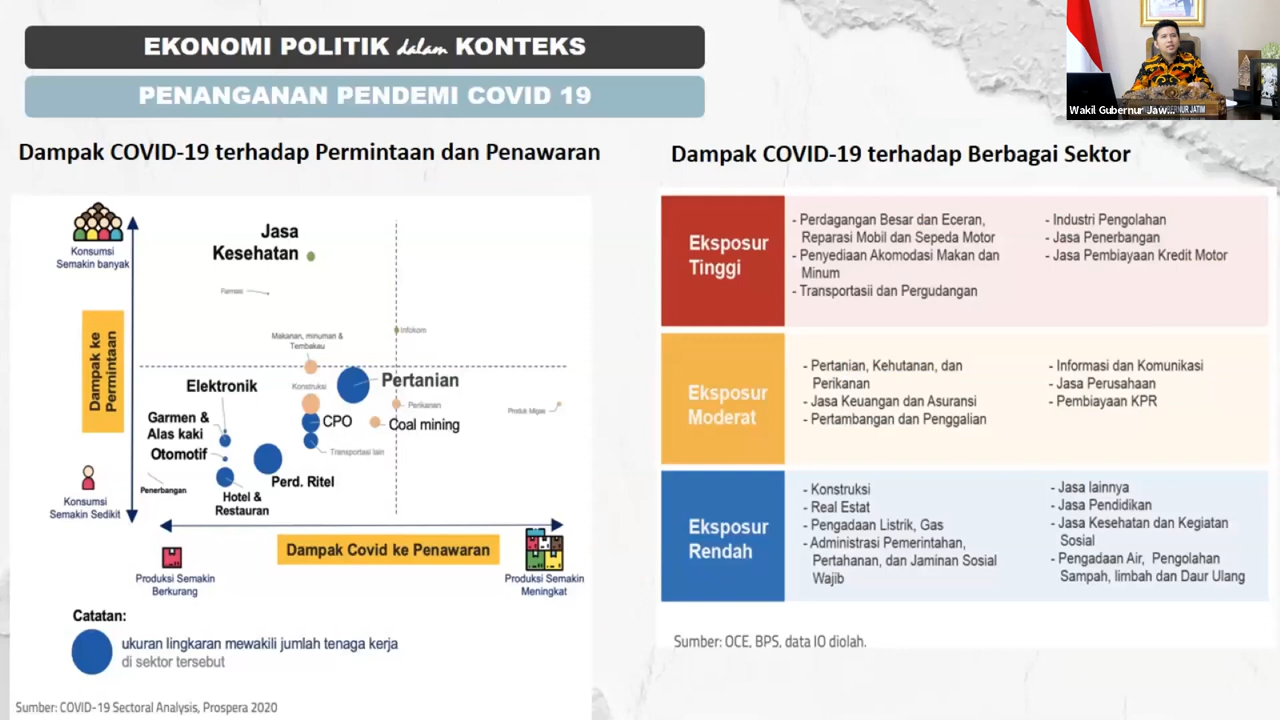 EKONOMI POLITIK dalam KONTEKS
PENANGANAN PENDEMI COVID 19
Wakil Gubernur Jaw...
GUBERNUR JATIM
Dampak COVID-19 terhadap Permintaan dan Penawaran
Konsumsi
Semakin banyak
Dampak ke
Permintaan
Konsumsi
Semakin Sedikit
Jasa
Kesehatan
Farmasi
Makanan, minuman &
Tembakau
Infokom
Elektronik
Konstruksi
Pertanian
Garmen &
Alas kaki
Perikanan
Produk Migas
CPO
Coal mining
Otomotif
Transportasi lain
Perd. Ritel
Penerbangan
Hotel &
Restauran
Dampak Covid ke Penawaran
Produksi Semakin
Berkurang
Produksi Semakin
Meningkat
Catatan:
ukuran lingkaran mewakili jumlah tenaga kerja
di sektor tersebut
Sumber: COVID-19 Sectoral Analysis, Prospera 2020
Dampak COVID-19 terhadap Berbagai Sektor
Eksposur
Tinggi
- Perdagangan Besar dan Eceran,
Reparasi Mobil dan Sepeda Motor
- Penyediaan Akomodasi Makan dan
Minum
- Transportasii dan Pergudangan
- Industri Pengolahan
- Jasa Penerbangan
- Jasa Pembiayaan Kredit Motor
Eksposur
Moderat
- Pertanian, Kehutanan, dan
Perikanan
- Jasa Keuangan dan Asuransi
- Pertambangan dan Penggalian
- Informasi dan Komunikasi
- Jasa Perusahaan
- Pembiayaan KPR
Eksposur
Rendah
- Konstruksi
- Real Estat
- Pengadaan Listrik, Gas
- Administrasi Pemerintahan,
Pertahanan, dan Jaminan Sosial
Wajib
- Jasa lainnya
- Jasa Pendidikan
- Jasa Kesehatan dan Kegiatan
Sosial
- Pengadaan Air, Pengolahan
Sampah, limbah dan Daur Ulang
Sumber: OCE, BPS, data IO diolah.